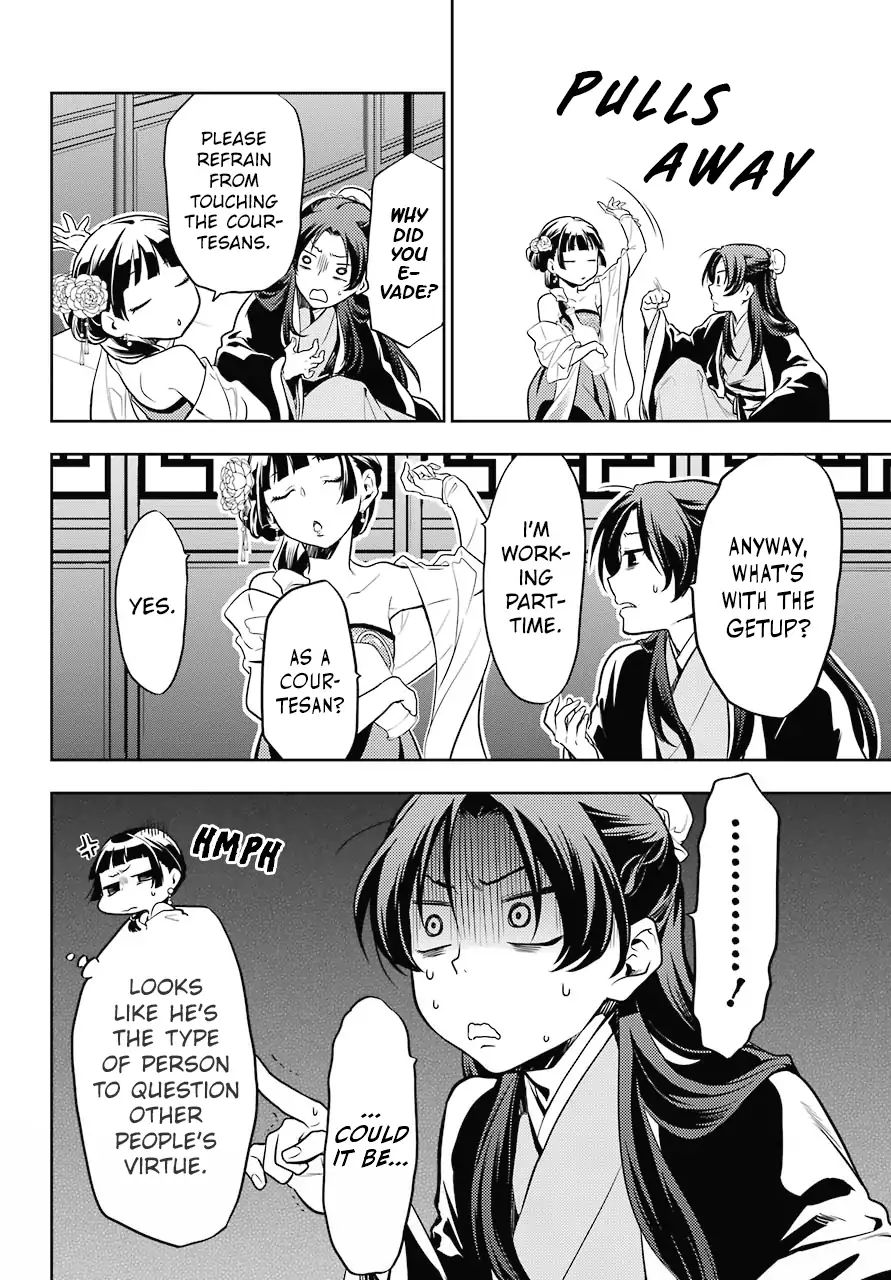 PULLS
AWAY
WHY
DID
YOU
E-
VADE?
PLEASE
REFRAIN
FROM
TOUCHING
THE COUR-
TESANS.
ANYWAY,
WHAT'S
WITH THE
GETUP?
I'M
WORK-
ING
PART-
TIME.
AS A
COUR-
TESAN?
YES.
.........!
...
COULD
IT BE...
HMPH
LOOKS
LIKE HE'S
THE TYPE
OF PERSON
TO QUESTION
OTHER
PEOPLE'S
VIRTUE.